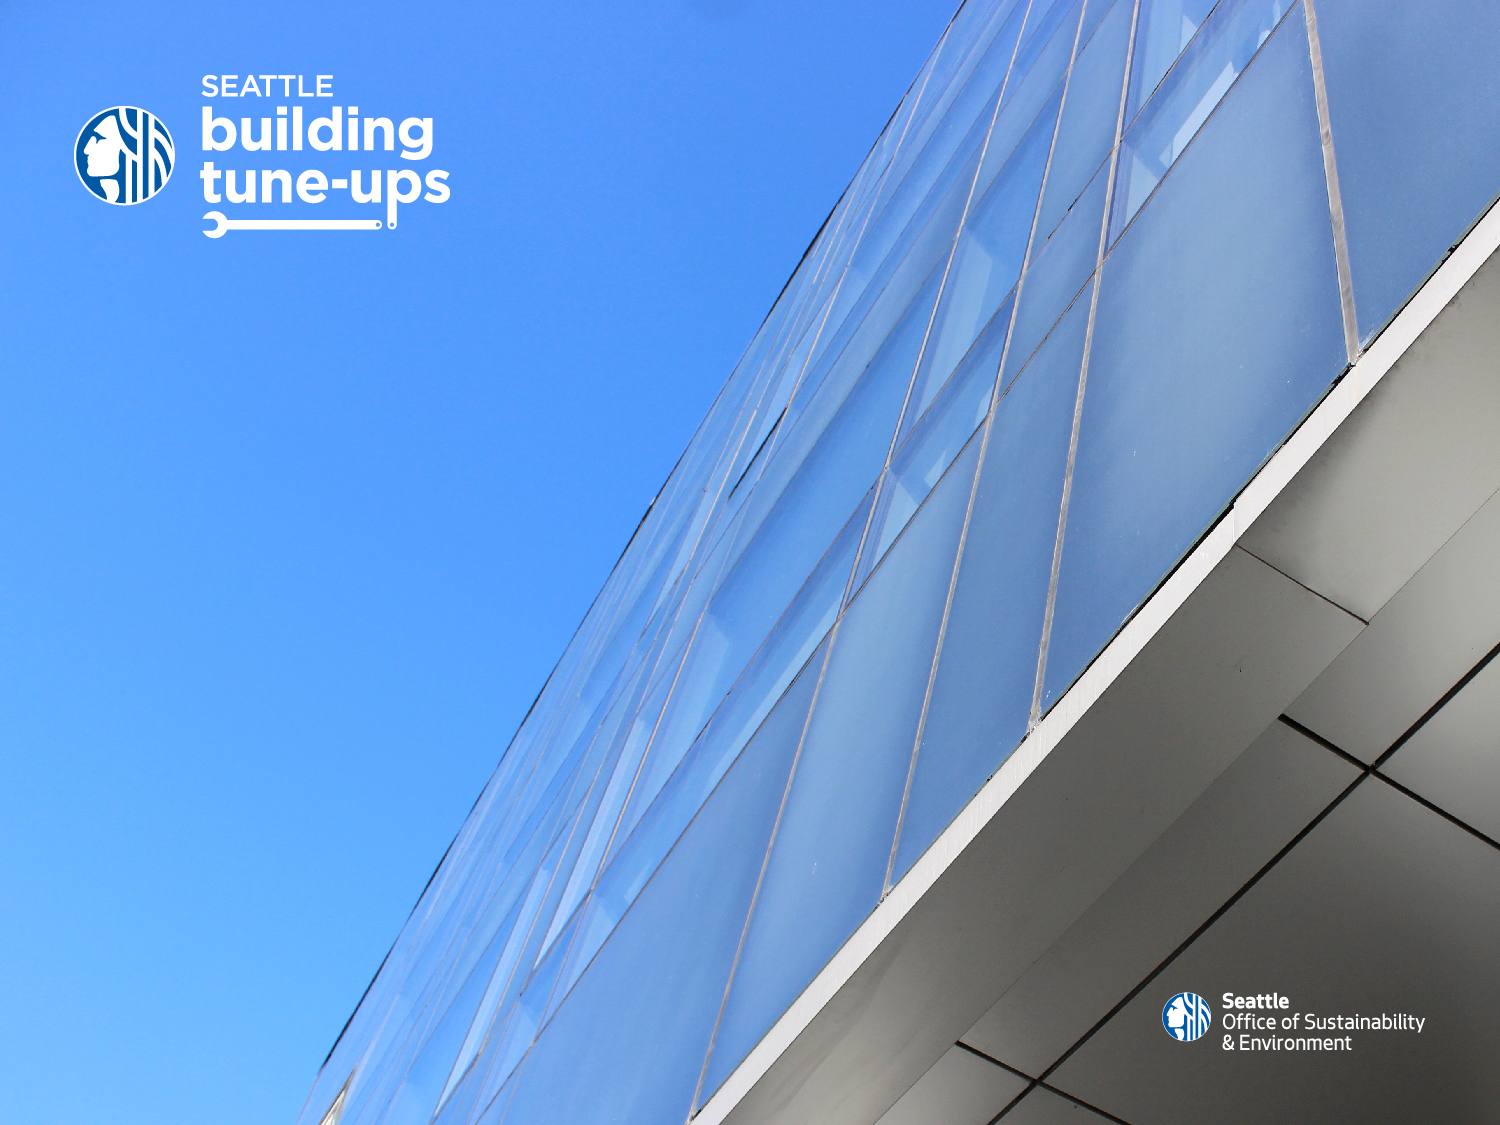 SEATTLE
building
tune-ups
Seattle
Office of Sustainability
& Environment